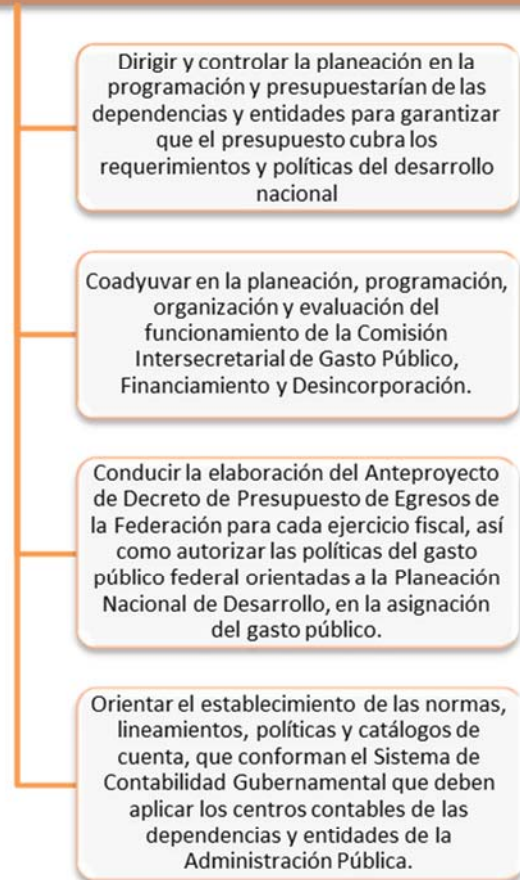 Dirigir y controlar la planeación en la
programación y presupuestarían de las
dependencias y entidades para garantizar
que el presupuesto cubra los
requerimientos y políticas del desarrollo
nacional
Coadyuvar en la planeación, programación,
organización y evaluación del
funcionamiento de la Comisión
Intersecretarial de Gasto Público,
Financiamiento y Desincorporación.
Conducir la elaboración del Anteproyecto
de Decreto de Presupuesto de Egresos de
la Federación para cada ejercicio fiscal, así
como autorizar las políticas del gasto
público federal orientadas a la Planeación
Nacional de Desarrollo, en la asignación
del gasto público.
Orientar el establecimiento de las normas,
lineamientos, políticas y catálogos de
cuenta, que conforman el Sistema de
Contabilidad Gubernamental que deben
aplicar los centros contables de las
dependencias y entidades de la
Administración Pública.